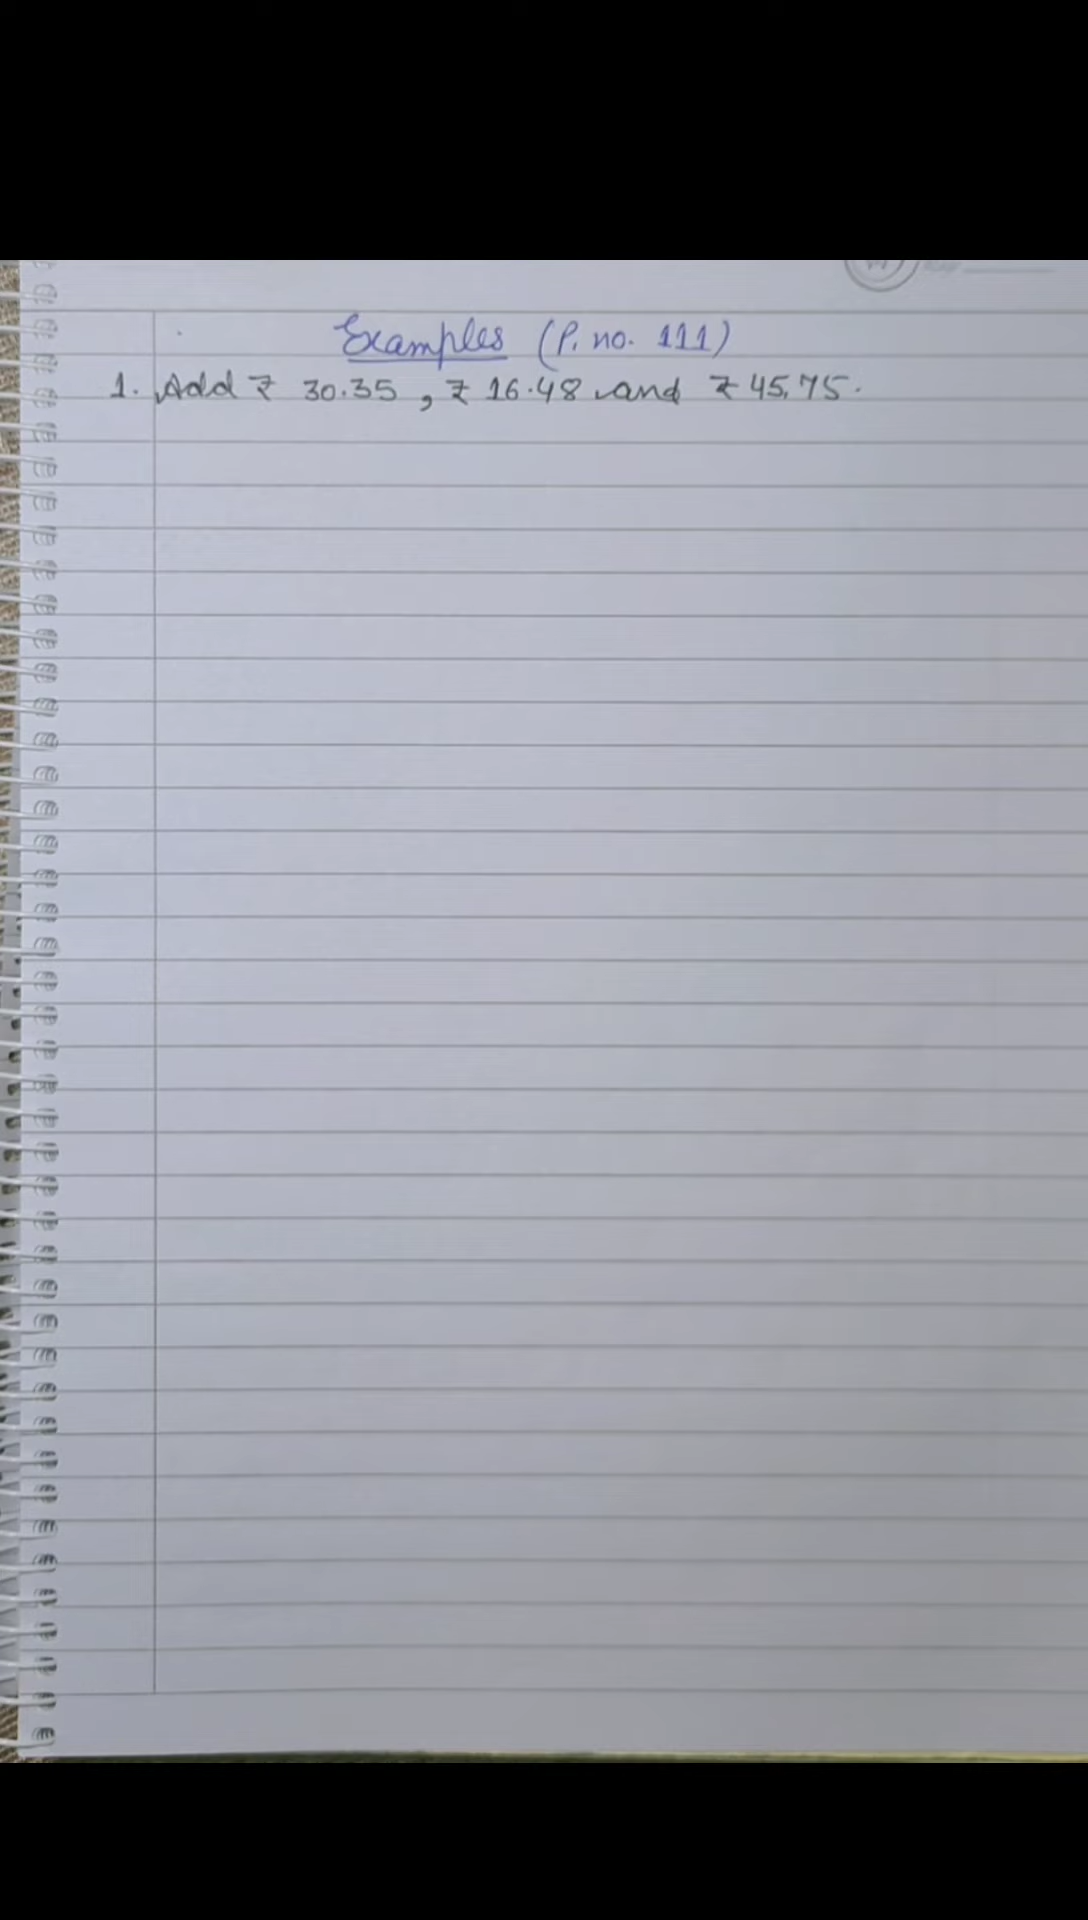 Examples (P. no. 111)
1. Add ₹ 30.35, ₹ 16.48 and ₹ 45.75.